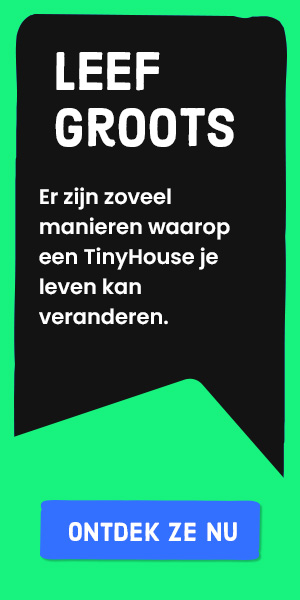 LEEF
GROOTS
Er zijn zoveel
manieren waarop
een TinyHouse je
leven kan
veranderen.
ONTDEK ZE NU